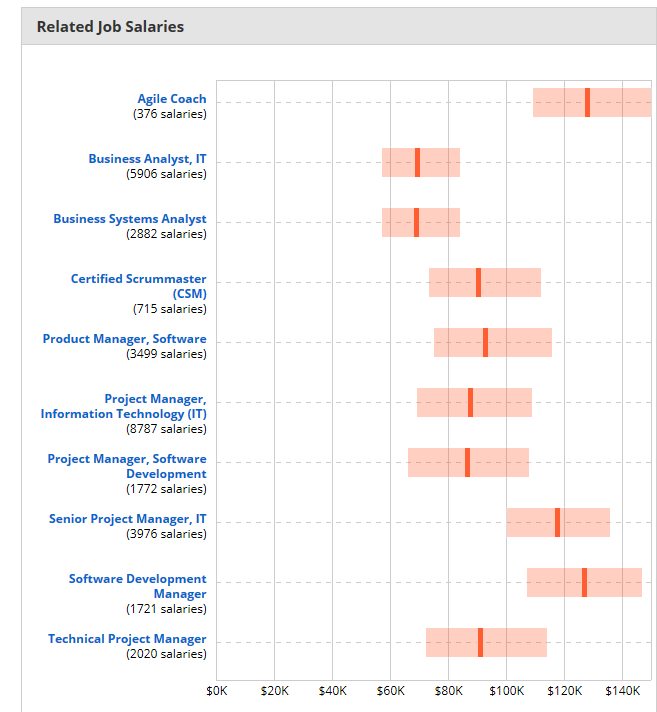 Related Job Salaries
Agile Coach
(376 salaries)
Business Analyst, IT
(5906 salaries)
Business Systems Analyst
(2882 salaries)
Certified Scrummaster
(CSM)
(715 salaries)
Product Manager, Software
(3499 salaries)
Project Manager,
Information Technology (IT)
(8787 salaries)
Project Manager, Software
Development
(1772 salaries)
Senior Project Manager, IT
(3976 salaries)
Software Development
Manager
(1721 salaries)
Technical Project Manager
(2020 salaries)
$0K $20K $40K $60K $80K $100K $120K $140K